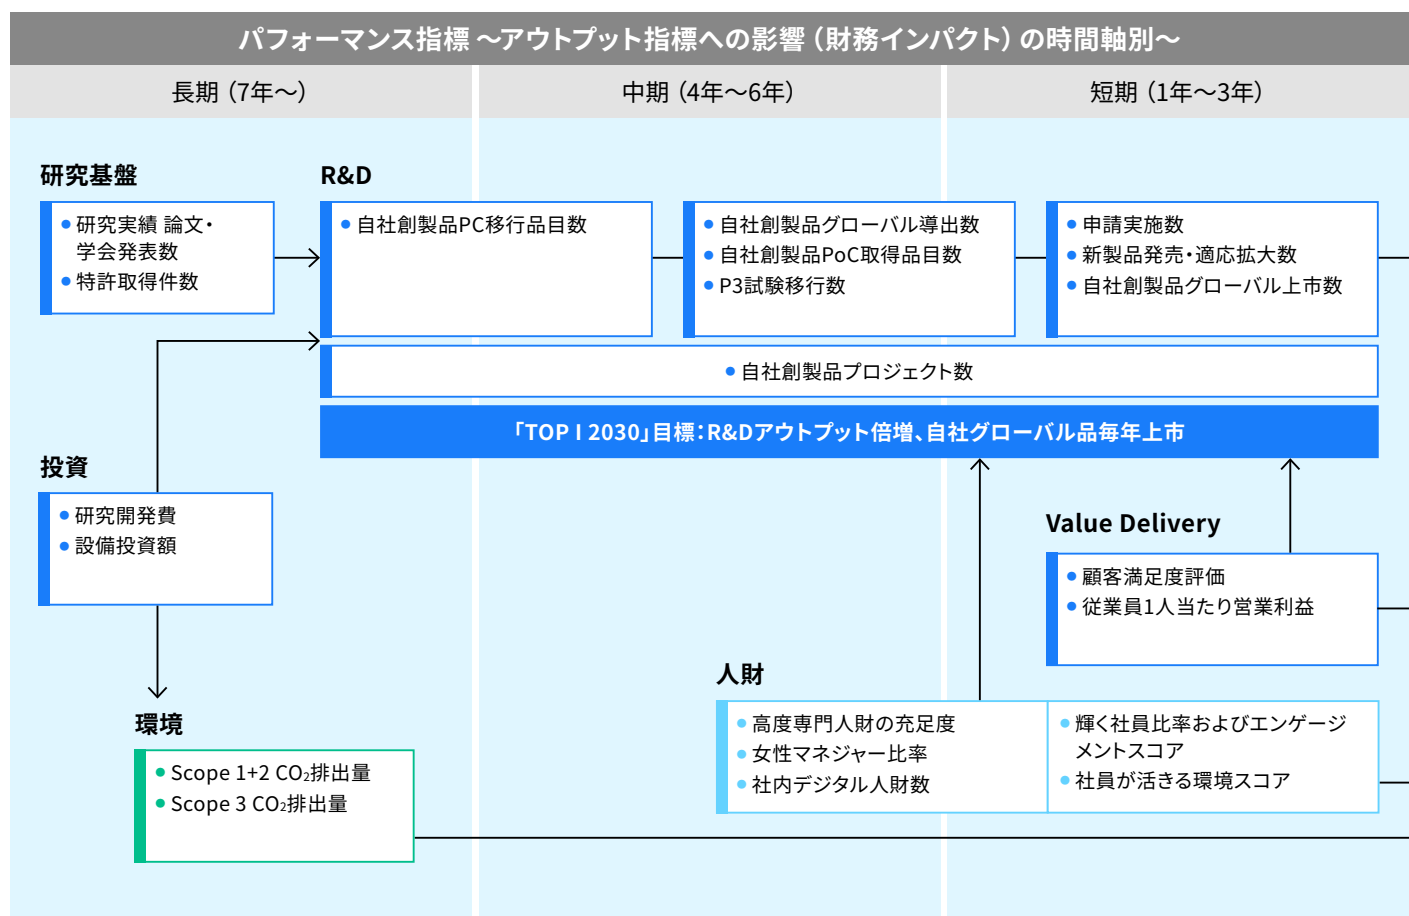 パフォーマンス指標 ～アウトプット指標への影響（財務インパクト）の時間軸別～
長期（7年～）
中期（4年～6年）
短期（1年～3年）
研究基盤
• 研究実績 論文・
学会発表数
• 特許取得件数
R&D
• 自社創製品PC移行品目数
• 自社創製品グローバル導出数
• 自社創製品PoC取得品目数
• P3試験移行数
• 申請実施数
• 新製品発売・適応拡大数
• 自社創製品グローバル上市数
• 自社創製品プロジェクト数
「TOP I 2030」目標：R&Dアウトプット倍増、自社グローバル品毎年上市
投資
• 研究開発費
• 設備投資額
Value Delivery
• 顧客満足度評価
• 従業員1人当たり営業利益
人財
• 高度専門人財の充足度
• 女性マネジャー比率
• 社内デジタル人財数
• 輝く社員比率およびエンゲージ
メントスコア
• 社員が活きる環境スコア
環境
• Scope 1+2 CO₂排出量
• Scope 3 CO₂排出量